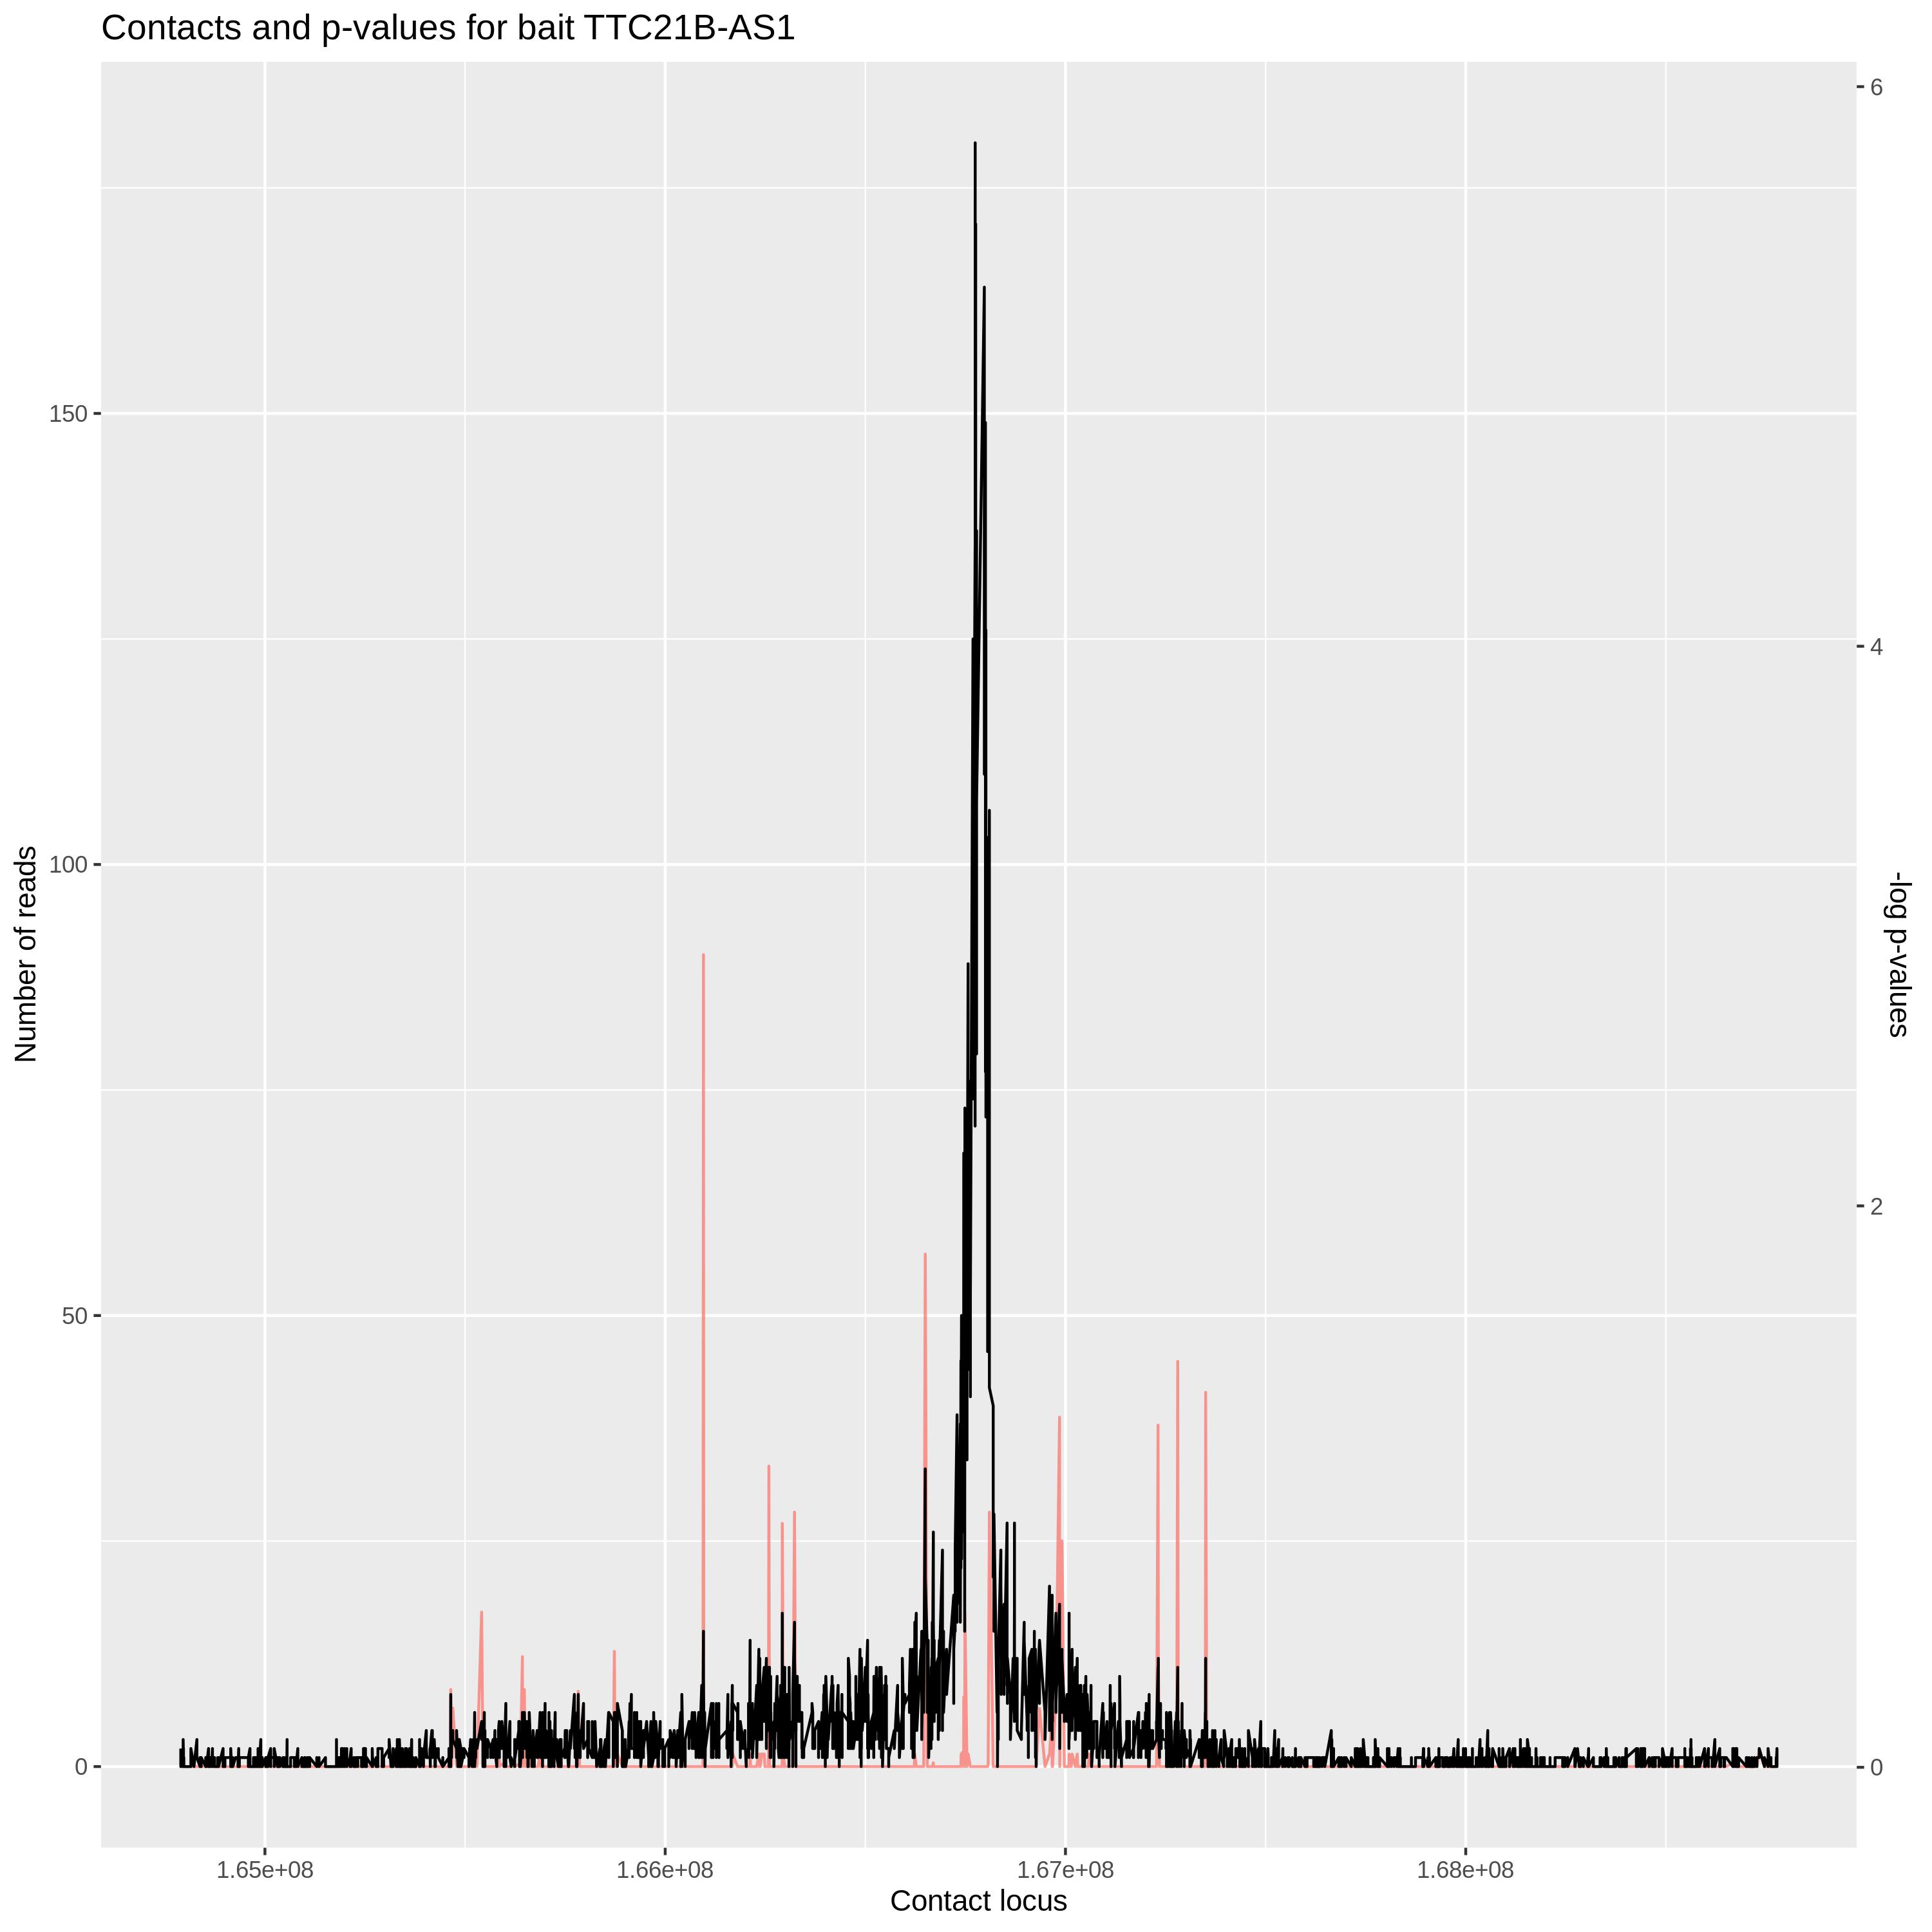 Contacts and p-values for bait TTC21B-AS1
Number of reads
150
100
50
0
6
4
2
0
-log p-values
1.65e+08
1.66e+08
1.67e+08
1.68e+08
Contact locus